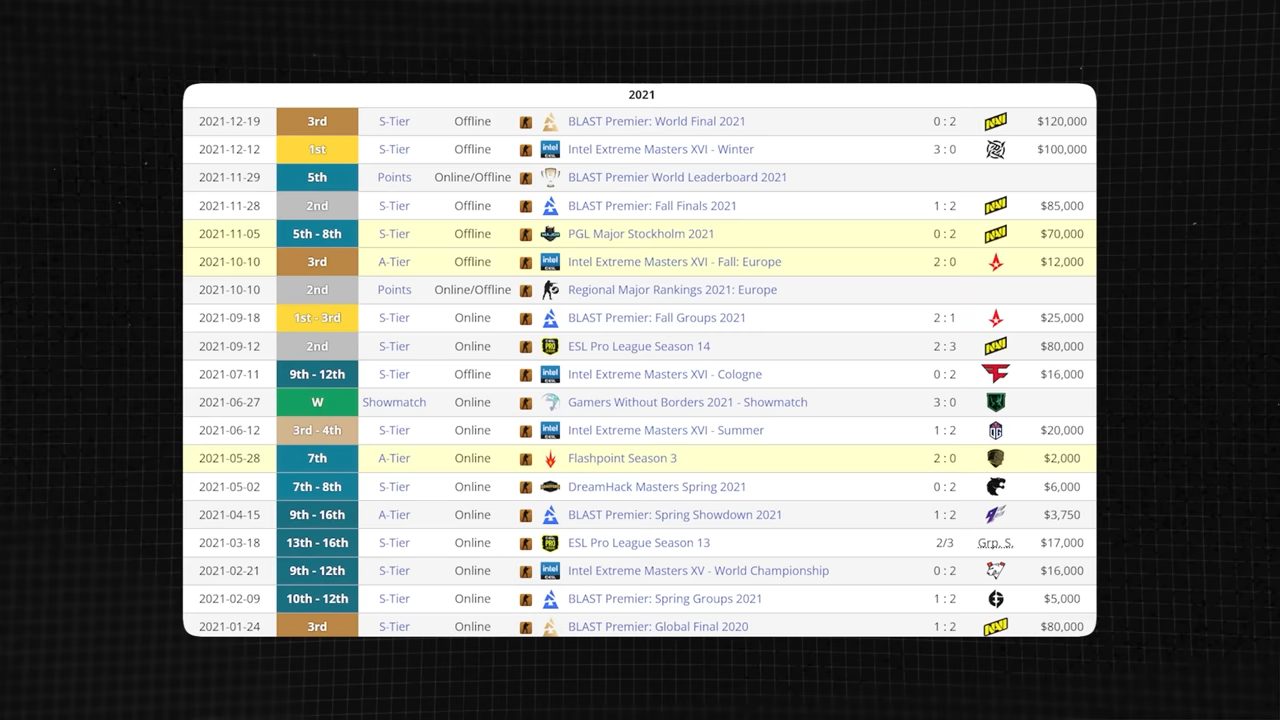 2021
2021-12-19 3rd S-Tier Offline BLAST Premier: World Final 2021 0 : 2 $120,000
2021-12-12 1st S-Tier Offline Intel Extreme Masters XVI - Winter 3 : 0 $100,000
2021-11-29 5th Points Online/Offline BLAST Premier World Leaderboard 2021
2021-11-28 2nd S-Tier Offline BLAST Premier: Fall Finals 2021 1 : 2 $85,000
2021-11-05 5th - 8th S-Tier Offline PGL Major Stockholm 2021 0 : 2 $70,000
2021-10-10 3rd A-Tier Offline Intel Extreme Masters XVI - Fall: Europe 2 : 0 $12,000
2021-10-10 2nd Points Online/Offline Regional Major Rankings 2021: Europe
2021-09-18 1st - 3rd S-Tier Online BLAST Premier: Fall Groups 2021 2 : 1 $25,000
2021-09-12 2nd S-Tier Online ESL Pro League Season 14 2 : 3 $80,000
2021-07-11 9th - 12th S-Tier Offline Intel Extreme Masters XVI - Cologne 0 : 2 $16,000
2021-06-27 W Showmatch Online Gamers Without Borders 2021 - Showmatch 3 : 0
2021-06-12 3rd - 4th S-Tier Online Intel Extreme Masters XVI - Summer 1 : 2 $20,000
2021-05-28 7th A-Tier Online Flashpoint Season 3 2 : 0 $2,000
2021-05-02 7th - 8th S-Tier Online DreamHack Masters Spring 2021 0 : 2 $6,000
2021-04-15 9th - 16th A-Tier Online BLAST Premier: Spring Showdown 2021 1 : 2 $3,750
2021-03-18 13th - 16th S-Tier Online ESL Pro League Season 13 2/3 Grp. S. $17,000
2021-02-21 9th - 12th S-Tier Online Intel Extreme Masters XV - World Championship 0 : 2 $16,000
2021-02-09 10th - 12th S-Tier Online BLAST Premier: Spring Groups 2021 1 : 2 $5,000
2021-01-24 3rd S-Tier Online BLAST Premier: Global Final 2020 1 : 2 $80,000